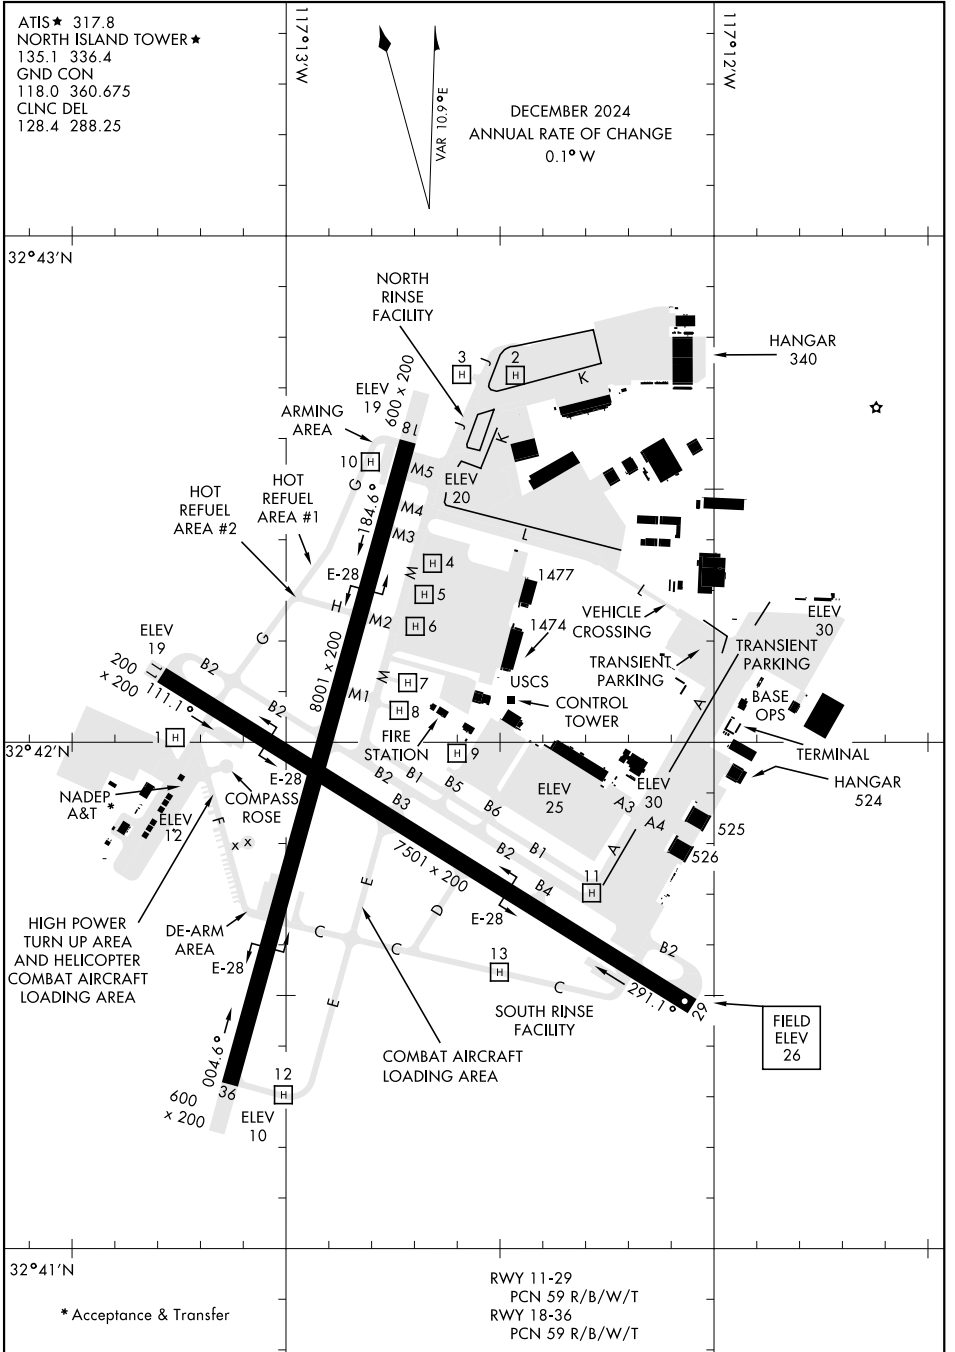 ATIS★ 317.8
NORTH ISLAND TOWER★
135.1 336.4
GND CON
118.0 360.675
CLNC DEL
128.4 288.25
117°13'W
VAR 10.9°E
DECEMBER 2024
ANNUAL RATE OF CHANGE
0.1° W
117°12'W
32°43'N
NORTH
RINSE
FACILITY
HANGAR
340
3
H
J
2
H
K
ELEV
19
600 x 200
18
ARMING
AREA
J
K
10
H
G
M5
ELEV
20
HOT
REFUEL
AREA #1
HOT
REFUEL
AREA #2
184.6°
M4
M3
L
E-28
M
H
4
H
5
1477
L
H
M2
H
6
1474
VEHICLE
CROSSING
ELEV
30
G
ELEV
19
TRANSIENT
PARKING
TRANSIENT
PARKING
200
x 200
11
B2
111.1°
8001 x 200
M
H
7
USCS
M1
H
8
CONTROL
TOWER
A
BASE
OPS
B2
1
H
FIRE
STATION
H
9
TERMINAL
32°42'N
E-28
HANGAR
524
NADEP
A&T
*
COMPASS
ROSE
B2
B1
B5
B6
B3
ELEV
25
ELEV
30
A3
A4
525
ELEV
12
F
x
x
7501 x 200
B2
B1
A
526
E
B4
11
H
D
E-28
HIGH POWER
TURN UP AREA
AND HELICOPTER
COMBAT AIRCRAFT
LOADING AREA
DE-ARM
AREA
C
C
B2
E-28
13
H
C
291.1°
29
E
SOUTH RINSE
FACILITY
FIELD
ELEV
26
004.6°
COMBAT AIRCRAFT
LOADING AREA
36
12
H
600
x 200
ELEV
10
32°41'N
RWY 11-29
PCN 59 R/B/W/T
RWY 18-36
PCN 59 R/B/W/T
* Acceptance & Transfer